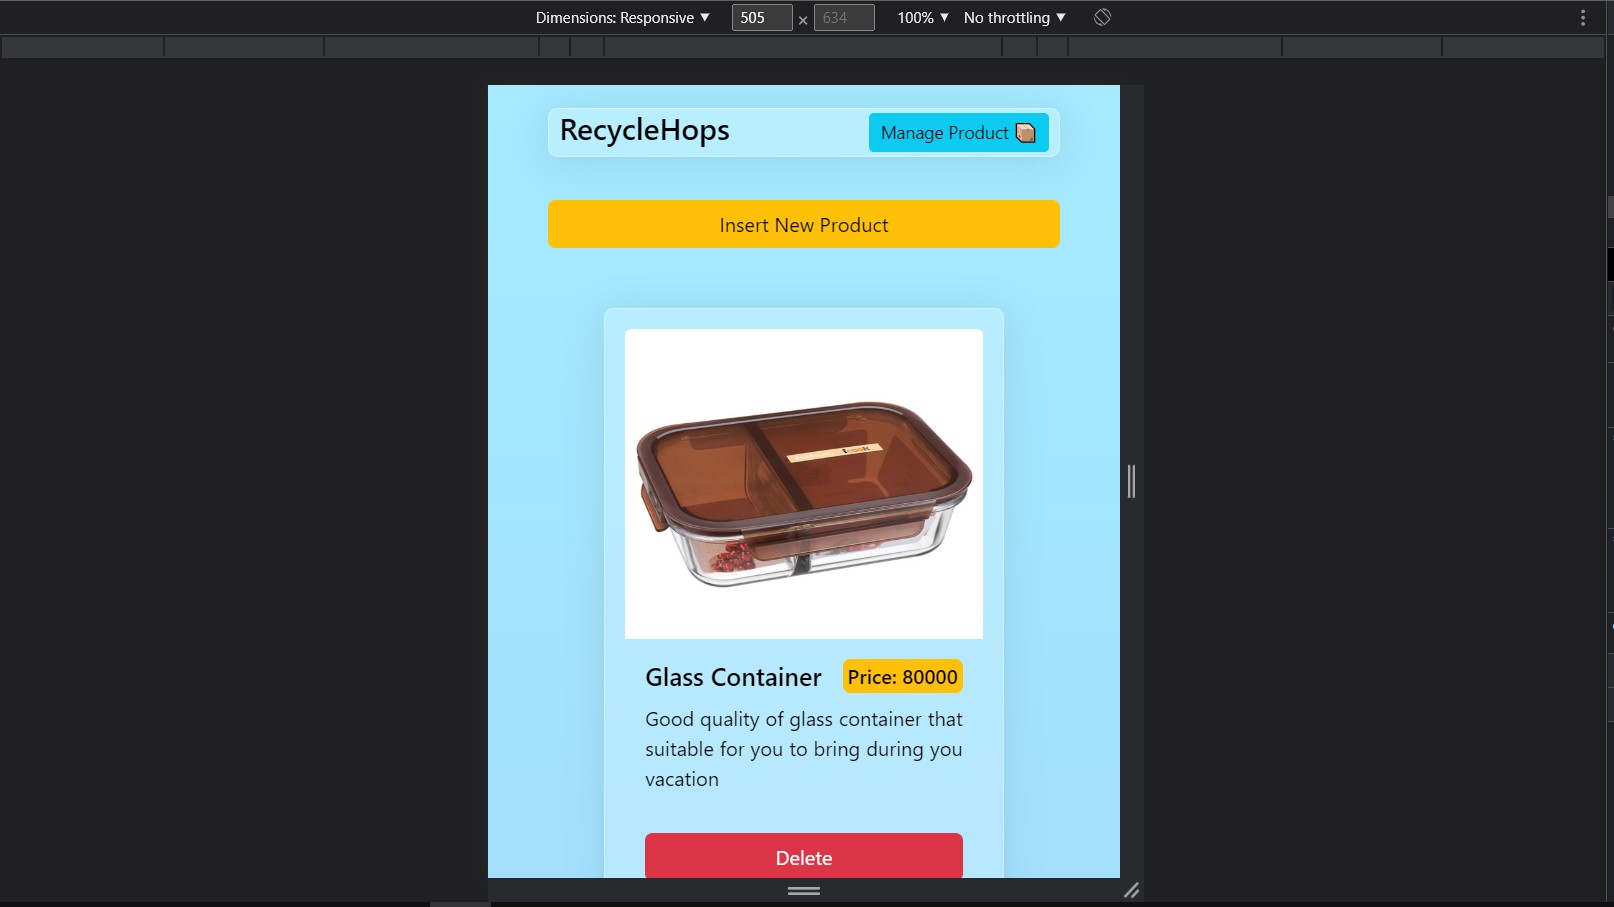 Dimensions: Responsive ▼ 505 × 634 100% ▼ No throttling ▼
RecycleHops
Manage Product
Insert New Product
Glass Container
Price: 80000
Good quality of glass container that
suitable for you to bring during you
vacation
Delete